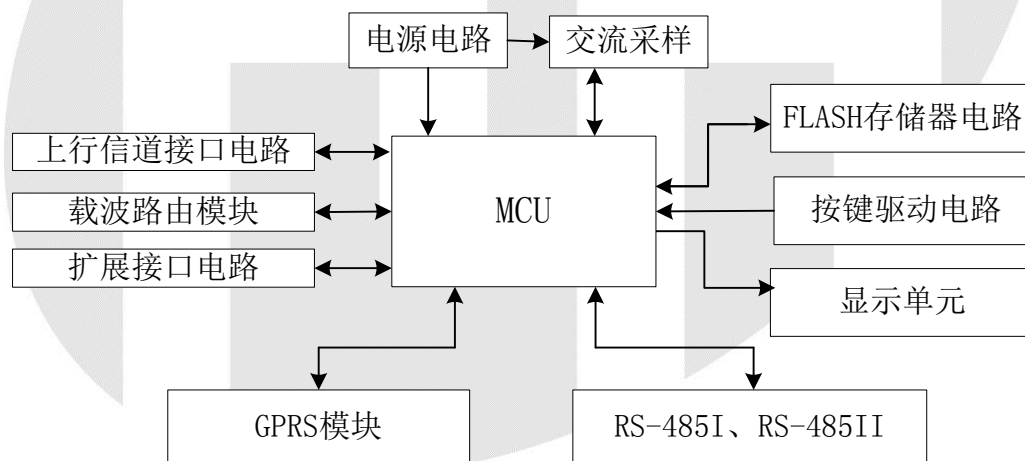 电源电路
交流采样
FLASH存储器电路
上行信道接口电路
载波路由模块
MCU
按键驱动电路
扩展接口电路
显示单元
GPRS模块
RS-485I、RS-485II